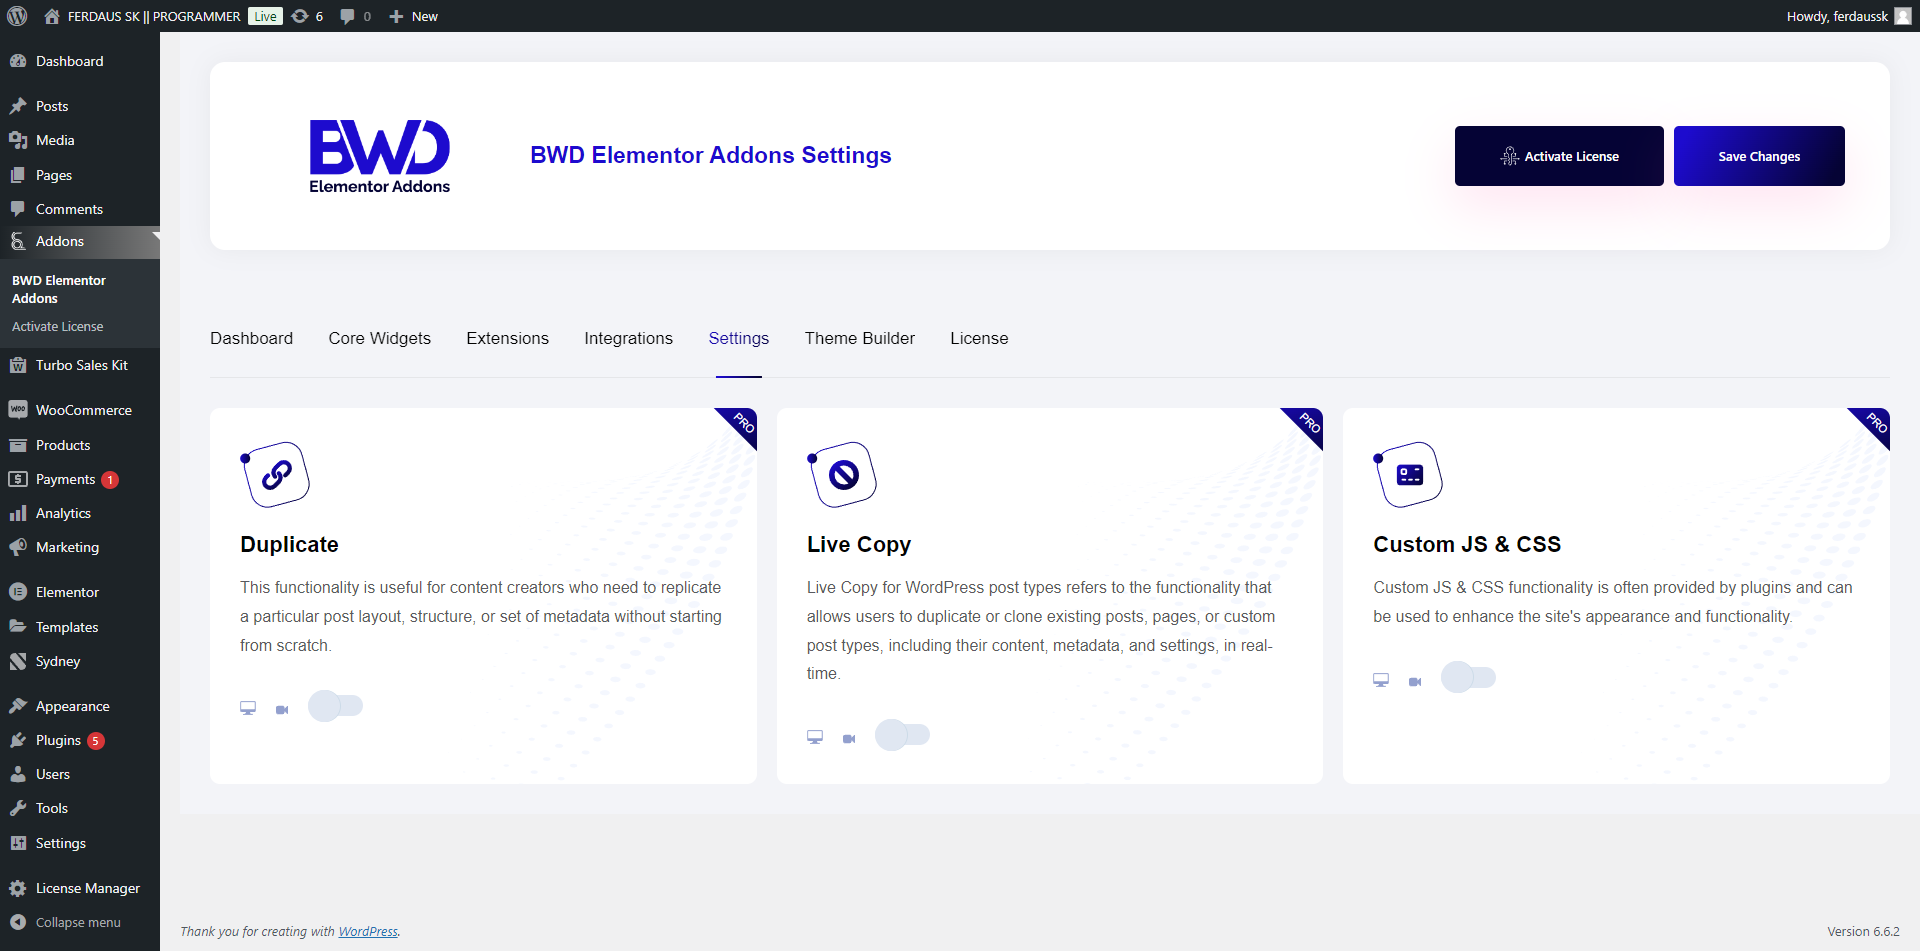 FERDAUS SK || PROGRAMMER
Live
6
0
New
Howdy, ferdaussk
Dashboard
Posts
Media
Pages
Comments
Addons
BWD Elementor
Addons
Activate License
Turbo Sales Kit
WooCommerce
Products
Payments 1
Analytics
Marketing
Elementor
Templates
Sydney
Appearance
Plugins 5
Users
Tools
Settings
License Manager
Collapse menu
BWD
Elementor Addons
BWD Elementor Addons Settings
Activate License
Save Changes
Dashboard
Core Widgets
Extensions
Integrations
Settings
Theme Builder
License
PRO
Duplicate
This functionality is useful for content creators who need to replicate
a particular post layout, structure, or set of metadata without starting
from scratch.
PRO
Live Copy
Live Copy for WordPress post types refers to the functionality that
allows users to duplicate or clone existing posts, pages, or custom
post types, including their content, metadata, and settings, in real-
time.
PRO
Custom JS & CSS
Custom JS & CSS functionality is often provided by plugins and can
be used to enhance the site's appearance and functionality.
Thank you for creating with WordPress.
Version 6.6.2